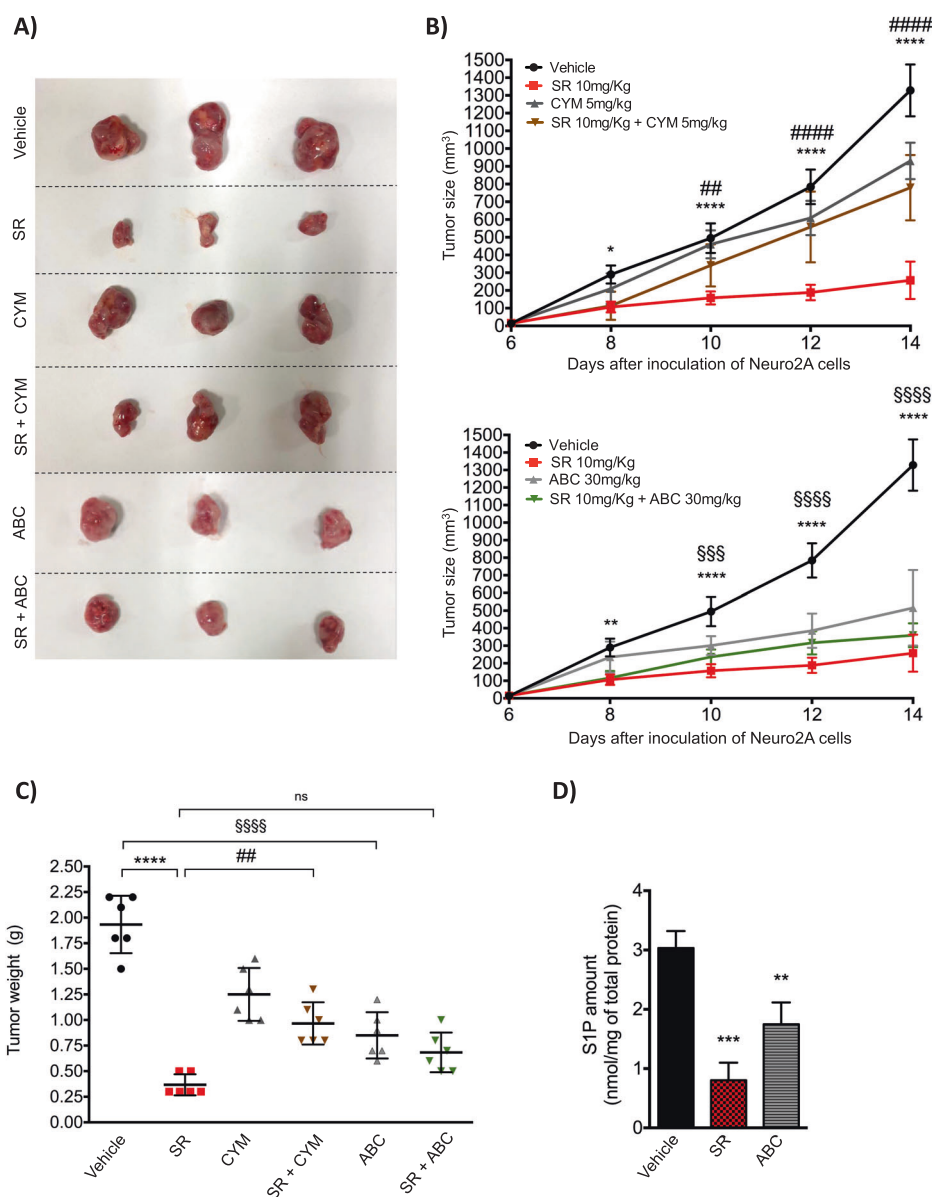 A)
Vehicle
SR
CYM
SR + CYM
ABC
SR + ABC
B)
####
****
1500
1400
1300
1200
1100
1000
900
800
700
600
500
400
300
200
100
0
Tumor size (mm³)
Vehicle
SR 10mg/Kg
CYM 5mg/kg
SR 10mg/Kg + CYM 5mg/kg
####
****
##
****
*
6
8
10
12
14
Days after inoculation of Neuro2A cells
§§§§
****
1500
1400
1300
1200
1100
1000
900
800
700
600
500
400
300
200
100
0
Tumor size (mm³)
Vehicle
SR 10mg/Kg
ABC 30mg/kg
SR 10mg/Kg + ABC 30mg/kg
§§§§
****
§§§
****
**
6
8
10
12
14
Days after inoculation of Neuro2A cells
C)
ns
§§§§
****
##
2.50
2.25
2.00
1.75
1.50
1.25
1.00
0.75
0.50
0.25
0.00
Tumor weight (g)
Vehicle
SR
CYM
SR + CYM
ABC
SR + ABC
D)
4
3
2
1
0
S1P amount
(nmol/mg of total protein)
***
**
Vehicle
SR
ABC